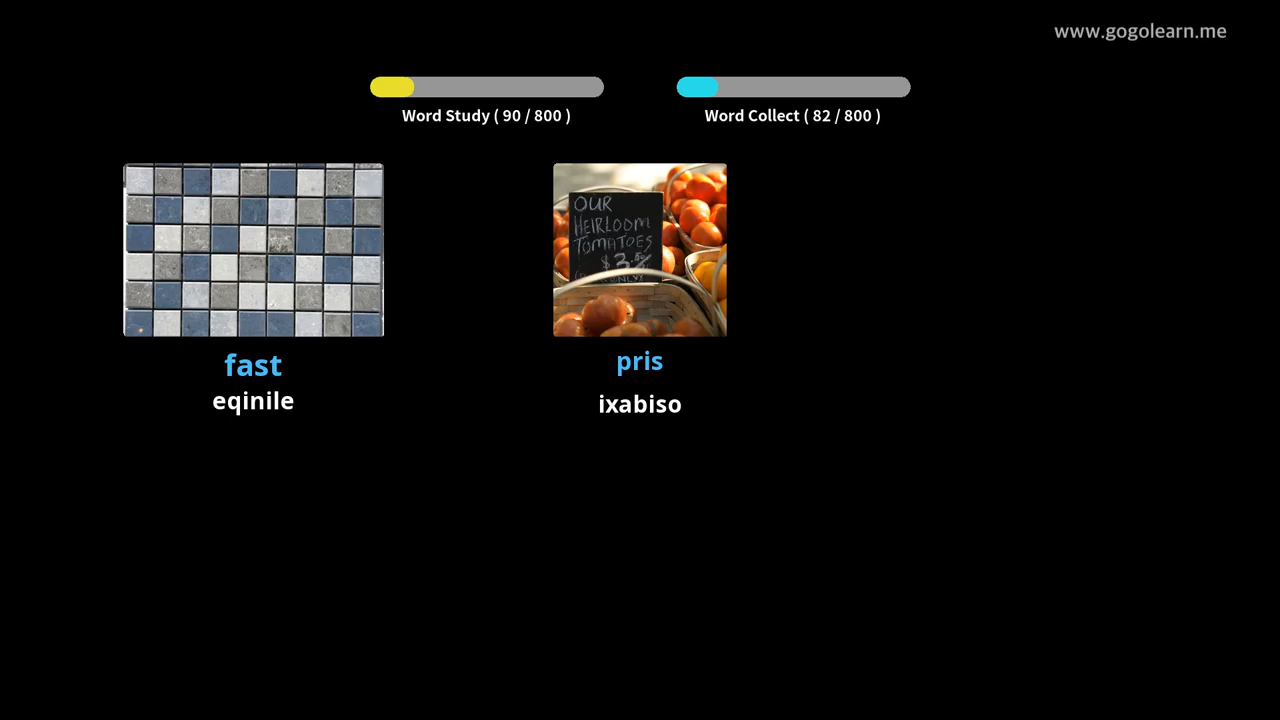 www.gogolearn.me
Word Study ( 90 / 800 )
Word Collect ( 82 / 800 )
OUR
HEIRLOOM
TOMATOES
fast
eqinile
pris
ixabiso